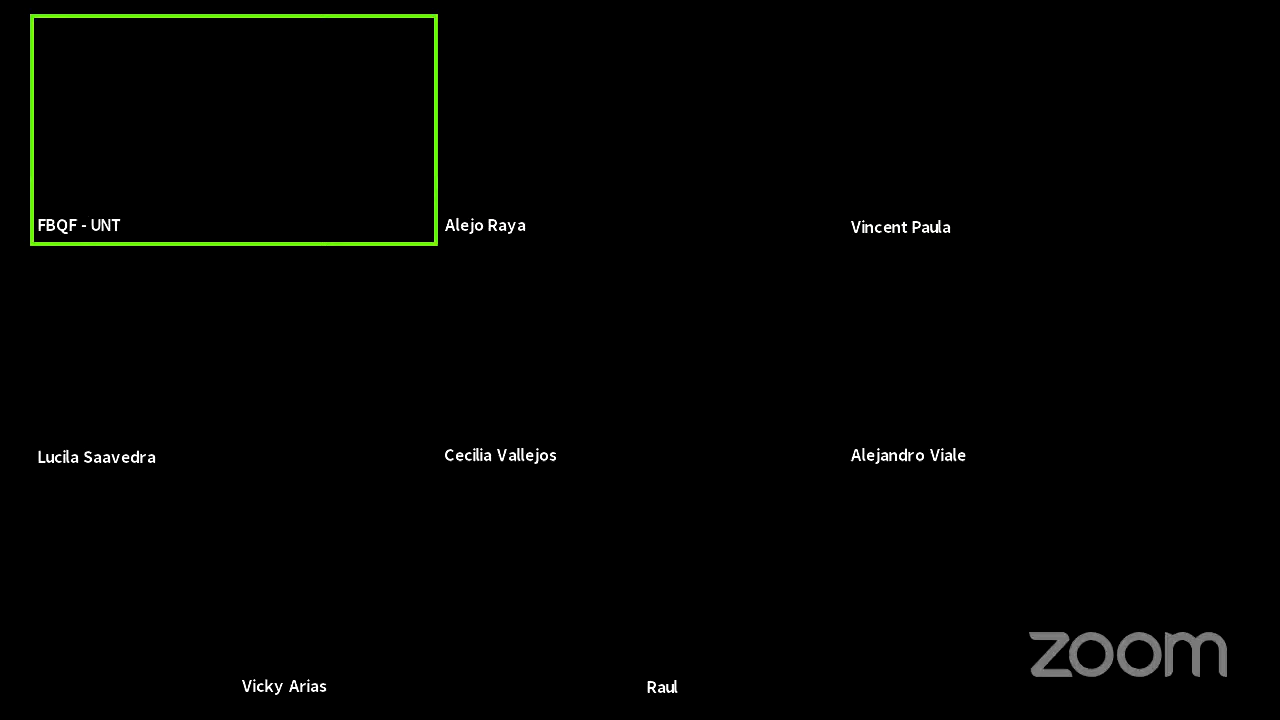 FBQF - UNT
Alejo Raya
Vincent Paula
Lucila Saavedra
Cecilia Vallejos
Alejandro Viale
Vicky Arias
Raul
zoom